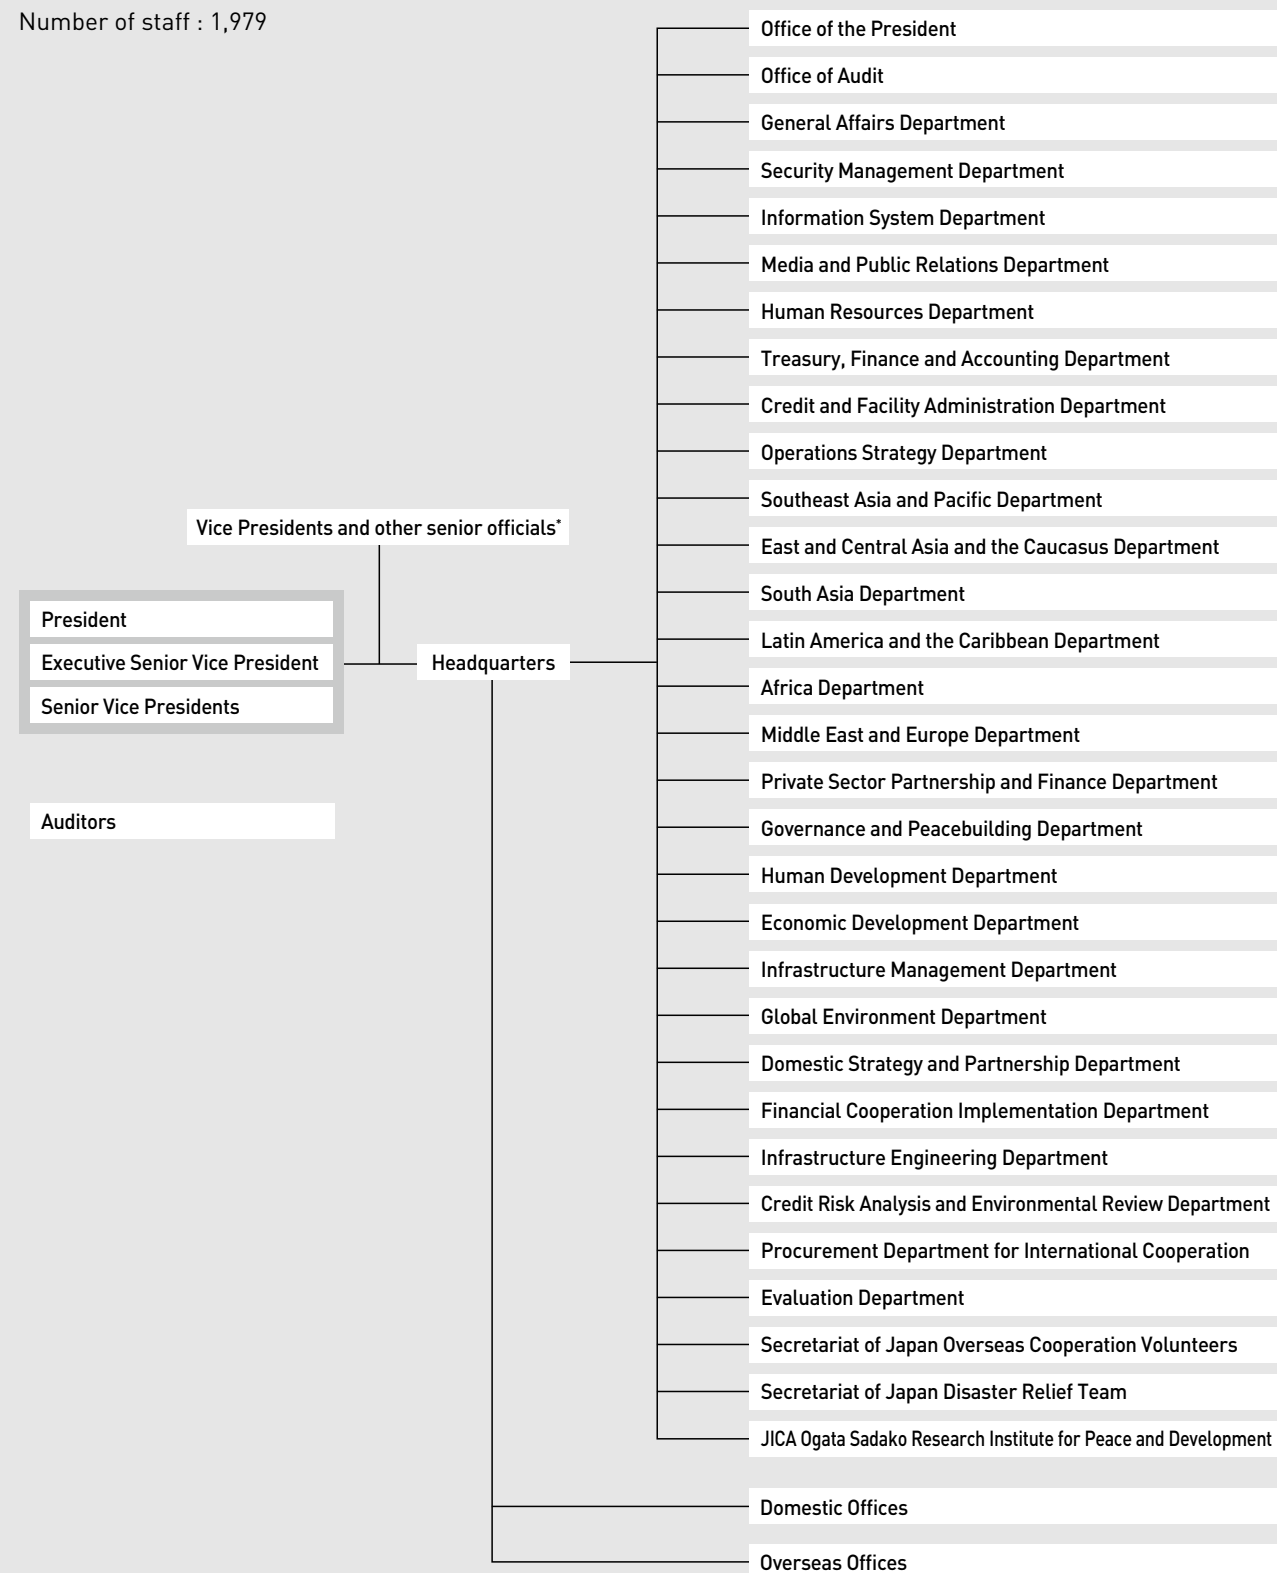 Number of staff : 1,979
Vice Presidents and other senior officials*
President
Executive Senior Vice President
Senior Vice Presidents
Auditors
Headquarters
Office of the President
Office of Audit
General Affairs Department
Security Management Department
Information System Department
Media and Public Relations Department
Human Resources Department
Treasury, Finance and Accounting Department
Credit and Facility Administration Department
Operations Strategy Department
Southeast Asia and Pacific Department
East and Central Asia and the Caucasus Department
South Asia Department
Latin America and the Caribbean Department
Africa Department
Middle East and Europe Department
Private Sector Partnership and Finance Department
Governance and Peacebuilding Department
Human Development Department
Economic Development Department
Infrastructure Management Department
Global Environment Department
Domestic Strategy and Partnership Department
Financial Cooperation Implementation Department
Infrastructure Engineering Department
Credit Risk Analysis and Environmental Review Department
Procurement Department for International Cooperation
Evaluation Department
Secretariat of Japan Overseas Cooperation Volunteers
Secretariat of Japan Disaster Relief Team
JICA Ogata Sadako Research Institute for Peace and Development
Domestic Offices
Overseas Offices